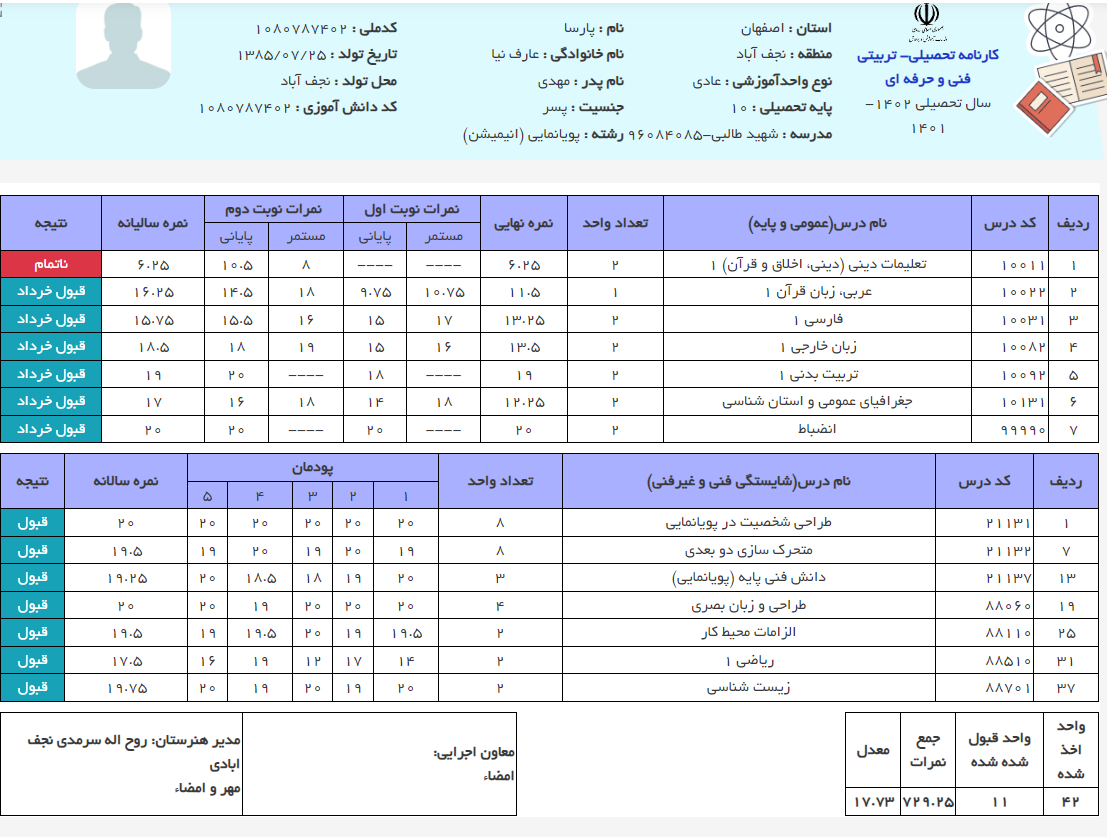 کارنامه تحصیلی- تربیتی
فنی و حرفه ای
سال تحصیلی ۱۴۰۲-
۱۴۰۱
استان : اصفهان
منطقه : نجف آباد
نوع واحدآموزشی : عادی
پایه تحصیلی : ۱۰
مدرسه : شهید طالبی-۹۶۰۸۴۰۸۵ رشته : پویانمایی (انیمیشن)
نام : پارسا
نام خانوادگی : عارف نیا
نام پدر : مهدی
جنسیت : پسر
کدملی : ۱۰۸۰۷۸۷۴۰۲
تاریخ تولد : ۱۳۸۵/۰۷/۲۵
محل تولد : نجف آباد
کد دانش آموزی : ۱۰۸۰۷۸۷۴۰۲
ردیف کد درس نام درس(عمومی و پایه) تعداد واحد نمره نهایی نمرات نوبت اول نمرات نوبت دوم نمره سالیانه نتیجه
مستمر پایانی مستمر پایانی
۱ ۱۰۰۱۱ تعلیمات دینی (دینی، اخلاق و قرآن) ۱ ۲ ۶.۲۵ ---- ---- ۸ ۱۰.۵ ۶.۲۵ ناتمام
۲ ۱۰۰۲۲ عربی، زبان قرآن ۱ ۱ ۱۱.۵ ۱۰.۷۵ ۹.۷۵ ۱۸ ۱۴.۵ ۱۶.۲۵ قبول خرداد
۳ ۱۰۰۳۱ فارسی ۱ ۲ ۱۳.۲۵ ۱۷ ۱۵ ۱۶ ۱۵.۵ ۱۵.۷۵ قبول خرداد
۴ ۱۰۰۸۲ زبان خارجی ۱ ۲ ۱۳.۵ ۱۶ ۱۵ ۱۹ ۱۸ ۱۸.۵ قبول خرداد
۵ ۱۰۰۹۲ تربیت بدنی ۱ ۲ ۱۹ ---- ۱۸ ---- ۲۰ ۱۹ قبول خرداد
۶ ۱۰۱۳۱ جغرافیای عمومی و استان شناسی ۲ ۱۲.۲۵ ۱۸ ۱۴ ۱۸ ۱۶ ۱۷ قبول خرداد
۷ ۹۹۹۹۰ انضباط ۲ ۲۰ ---- ۲۰ ---- ۲۰ ۲۰ قبول خرداد
ردیف کد درس نام درس(شایستگی فنی و غیرفنی) تعداد واحد پودمان نمره سالانه نتیجه
۱ ۲ ۳ ۴ ۵
۱ ۲۱۱۳۱ طراحی شخصیت در پویانمایی ۸ ۲۰ ۲۰ ۲۰ ۲۰ ۲۰ ۲۰ قبول
۷ ۲۱۱۳۲ متحرک سازی دو بعدی ۸ ۱۹ ۲۰ ۱۹ ۲۰ ۱۹ ۱۹.۵ قبول
۱۳ ۲۱۱۳۷ دانش فنی پایه (پویانمایی) ۳ ۲۰ ۱۹ ۱۸ ۱۸.۵ ۲۰ ۱۹.۲۵ قبول
۱۹ ۸۸۰۶۰ طراحی و زبان بصری ۴ ۲۰ ۲۰ ۲۰ ۱۹ ۲۰ ۲۰ قبول
۲۵ ۸۸۱۱۰ الزامات محیط کار ۲ ۱۹.۵ ۱۹ ۲۰ ۱۹.۵ ۱۹ ۱۹.۵ قبول
۳۱ ۸۸۵۱۰ ریاضی ۱ ۲ ۱۴ ۱۷ ۱۲ ۱۹ ۱۶ ۱۷.۵ قبول
۳۷ ۸۸۷۰۱ زیست شناسی ۲ ۲۰ ۱۹ ۲۰ ۱۹ ۲۰ ۱۹.۷۵ قبول
واحد اخذ شده واحد قبول شده شده جمع نمرات معدل
۴۲ ۱۱ ۷۲۹.۲۵ ۱۷.۷۳
معاون اجرایی:
امضاء
مدیر هنرستان: روح اله سرمدی نجف
ابادی
مهر و امضاء